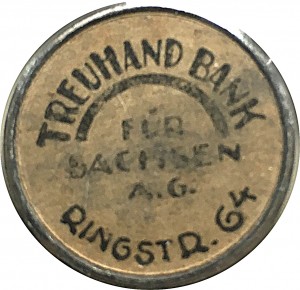 TREUHAND BANK
FÜR
SACHSEN
A.G.
RINGSTR. 64